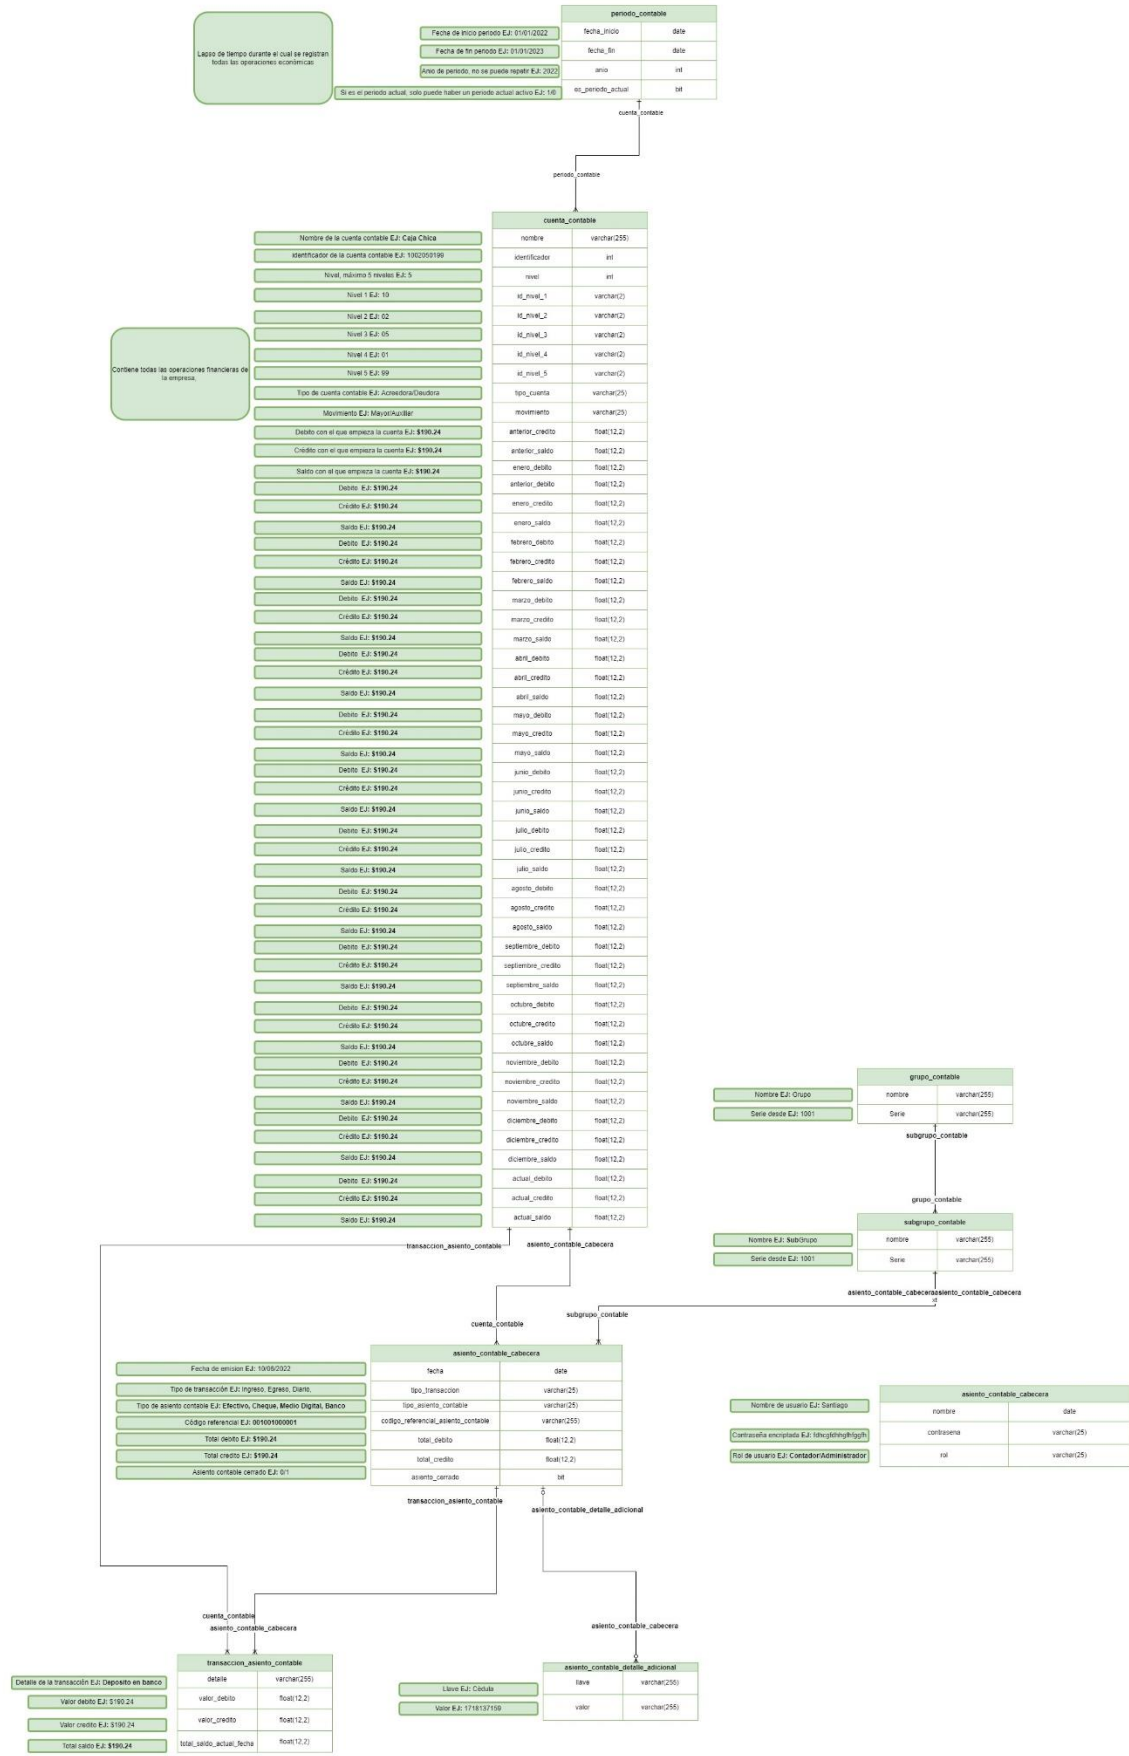 periodo_contable
Lapso de tiempo durante el cual se registran
todas las operaciones económicas
Fecha de inicio periodo EJ: 01/01/2022
fecha_inicio date
Fecha de fin periodo EJ: 01/01/2023
fecha_fin date
Anio de periodo, no se puede repetir EJ: 2022
anio int
Si es el periodo actual, solo puede haber un periodo actual activo EJ: 1/0
es_periodo_actual bit
cuenta_contable
periodo_contable
cuenta_contable
Nombre de la cuenta contable EJ: Caja Chica
nombre varchar(255)
identificador de la cuenta contable EJ: 1002050199
identificador int
Nivel, máximo 5 niveles EJ: 5
nivel int
Nivel 1 EJ: 10
id_nivel_1 varchar(2)
Nivel 2 EJ: 02
id_nivel_2 varchar(2)
Nivel 3 EJ: 05
id_nivel_3 varchar(2)
Nivel 4 EJ: 01
id_nivel_4 varchar(2)
Nivel 5 EJ: 99
id_nivel_5 varchar(2)
Contiene todas las operaciones financieras de
la empresa,
Tipo de cuenta contable EJ: Acreedora/Deudora
tipo_cuenta varchar(25)
Movimiento EJ: Mayor/Auxiliar
movimiento varchar(25)
Debito con el que empieza la cuenta EJ: $190.24
anterior_credito float(12,2)
Crédito con el que empieza la cuenta EJ: $190.24
anterior_saldo float(12,2)
Saldo con el que empieza la cuenta EJ: $190.24
enero_debito float(12,2)
Debito EJ: $190.24
anterior_debito float(12,2)
Crédito EJ: $190.24
enero_credito float(12,2)
Saldo EJ: $190.24
enero_saldo float(12,2)
Debito EJ: $190.24
febrero_debito float(12,2)
Crédito EJ: $190.24
febrero_credito float(12,2)
Saldo EJ: $190.24
febrero_saldo float(12,2)
Debito EJ: $190.24
marzo_debito float(12,2)
Crédito EJ: $190.24
marzo_credito float(12,2)
Saldo EJ: $190.24
marzo_saldo float(12,2)
Debito EJ: $190.24
abril_debito float(12,2)
Crédito EJ: $190.24
abril_credito float(12,2)
Saldo EJ: $190.24
abril_saldo float(12,2)
Debito EJ: $190.24
mayo_debito float(12,2)
Crédito EJ: $190.24
mayo_credito float(12,2)
Saldo EJ: $190.24
mayo_saldo float(12,2)
Debito EJ: $190.24
junio_debito float(12,2)
Crédito EJ: $190.24
junio_credito float(12,2)
Saldo EJ: $190.24
junio_saldo float(12,2)
Debito EJ: $190.24
julio_debito float(12,2)
Crédito EJ: $190.24
julio_credito float(12,2)
Saldo EJ: $190.24
julio_saldo float(12,2)
Debito EJ: $190.24
agosto_debito float(12,2)
Crédito EJ: $190.24
agosto_credito float(12,2)
Saldo EJ: $190.24
agosto_saldo float(12,2)
Debito EJ: $190.24
septiembre_debito float(12,2)
Crédito EJ: $190.24
septiembre_credito float(12,2)
Saldo EJ: $190.24
septiembre_saldo float(12,2)
Debito EJ: $190.24
octubre_debito float(12,2)
Crédito EJ: $190.24
octubre_credito float(12,2)
Saldo EJ: $190.24
octubre_saldo float(12,2)
Debito EJ: $190.24
noviembre_debito float(12,2)
Crédito EJ: $190.24
noviembre_credito float(12,2)
Saldo EJ: $190.24
noviembre_saldo float(12,2)
Debito EJ: $190.24
diciembre_debito float(12,2)
Crédito EJ: $190.24
diciembre_credito float(12,2)
Saldo EJ: $190.24
diciembre_saldo float(12,2)
Debito EJ: $190.24
actual_debito float(12,2)
Crédito EJ: $190.24
actual_credito float(12,2)
Saldo EJ: $190.24
actual_saldo float(12,2)
grupo_contable
Nombre EJ: Grupo
nombre varchar(255)
Serie desde EJ: 1001
Serie varchar(255)
subgrupo_contable
grupo_contable
subgrupo_contable
Nombre EJ: SubGrupo
nombre varchar(255)
Serie desde EJ: 1001
Serie varchar(255)
transaccion_asiento_contable
asiento_contable_cabecera
asiento_contable_cabeceraasiento_contable_cabecera
subgrupo_contable
cuenta_contable
asiento_contable_cabecera
Fecha de emision EJ: 10/08/2022
fecha date
Tipo de transacción EJ: Ingreso, Egreso, Diario,
tipo_transaccion varchar(25)
Tipo de asiento contable EJ: Efectivo, Cheque, Medio Digital, Banco
tipo_asiento_contable varchar(25)
Código referencial EJ: 001001000001
codigo_referencial_asiento_contable varchar(255)
Total debito EJ: $190.24
total_debito float(12,2)
Total credito EJ: $190.24
total_credito float(12,2)
Asiento contable cerrado EJ: 0/1
asiento_cerrado bit
asiento_contable_cabecera
Nombre de usuario EJ: Santiago
nombre date
Contraseña encriptada EJ:
contrasena varchar(25)
Rol de usuario EJ: Contador/Administrador
rol varchar(25)
transaccion_asiento_contable
asiento_contable_detalle_adicional
cuenta_contable
asiento_contable_cabecera
asiento_contable_cabecera
transaccion_asiento_contable
Detalle de la transacción EJ: Deposito en banco
detalle varchar(255)
Valor debito EJ: $190.24
valor_debito float(12,2)
Valor credito EJ: $190.24
valor_credito float(12,2)
Total saldo EJ: $190.24
total_saldo_actual_fecha float(12,2)
asiento_contable_detalle_adicional
Llave EJ: Cédula
llave varchar(255)
Valor EJ: 1718137159
valor varchar(255)